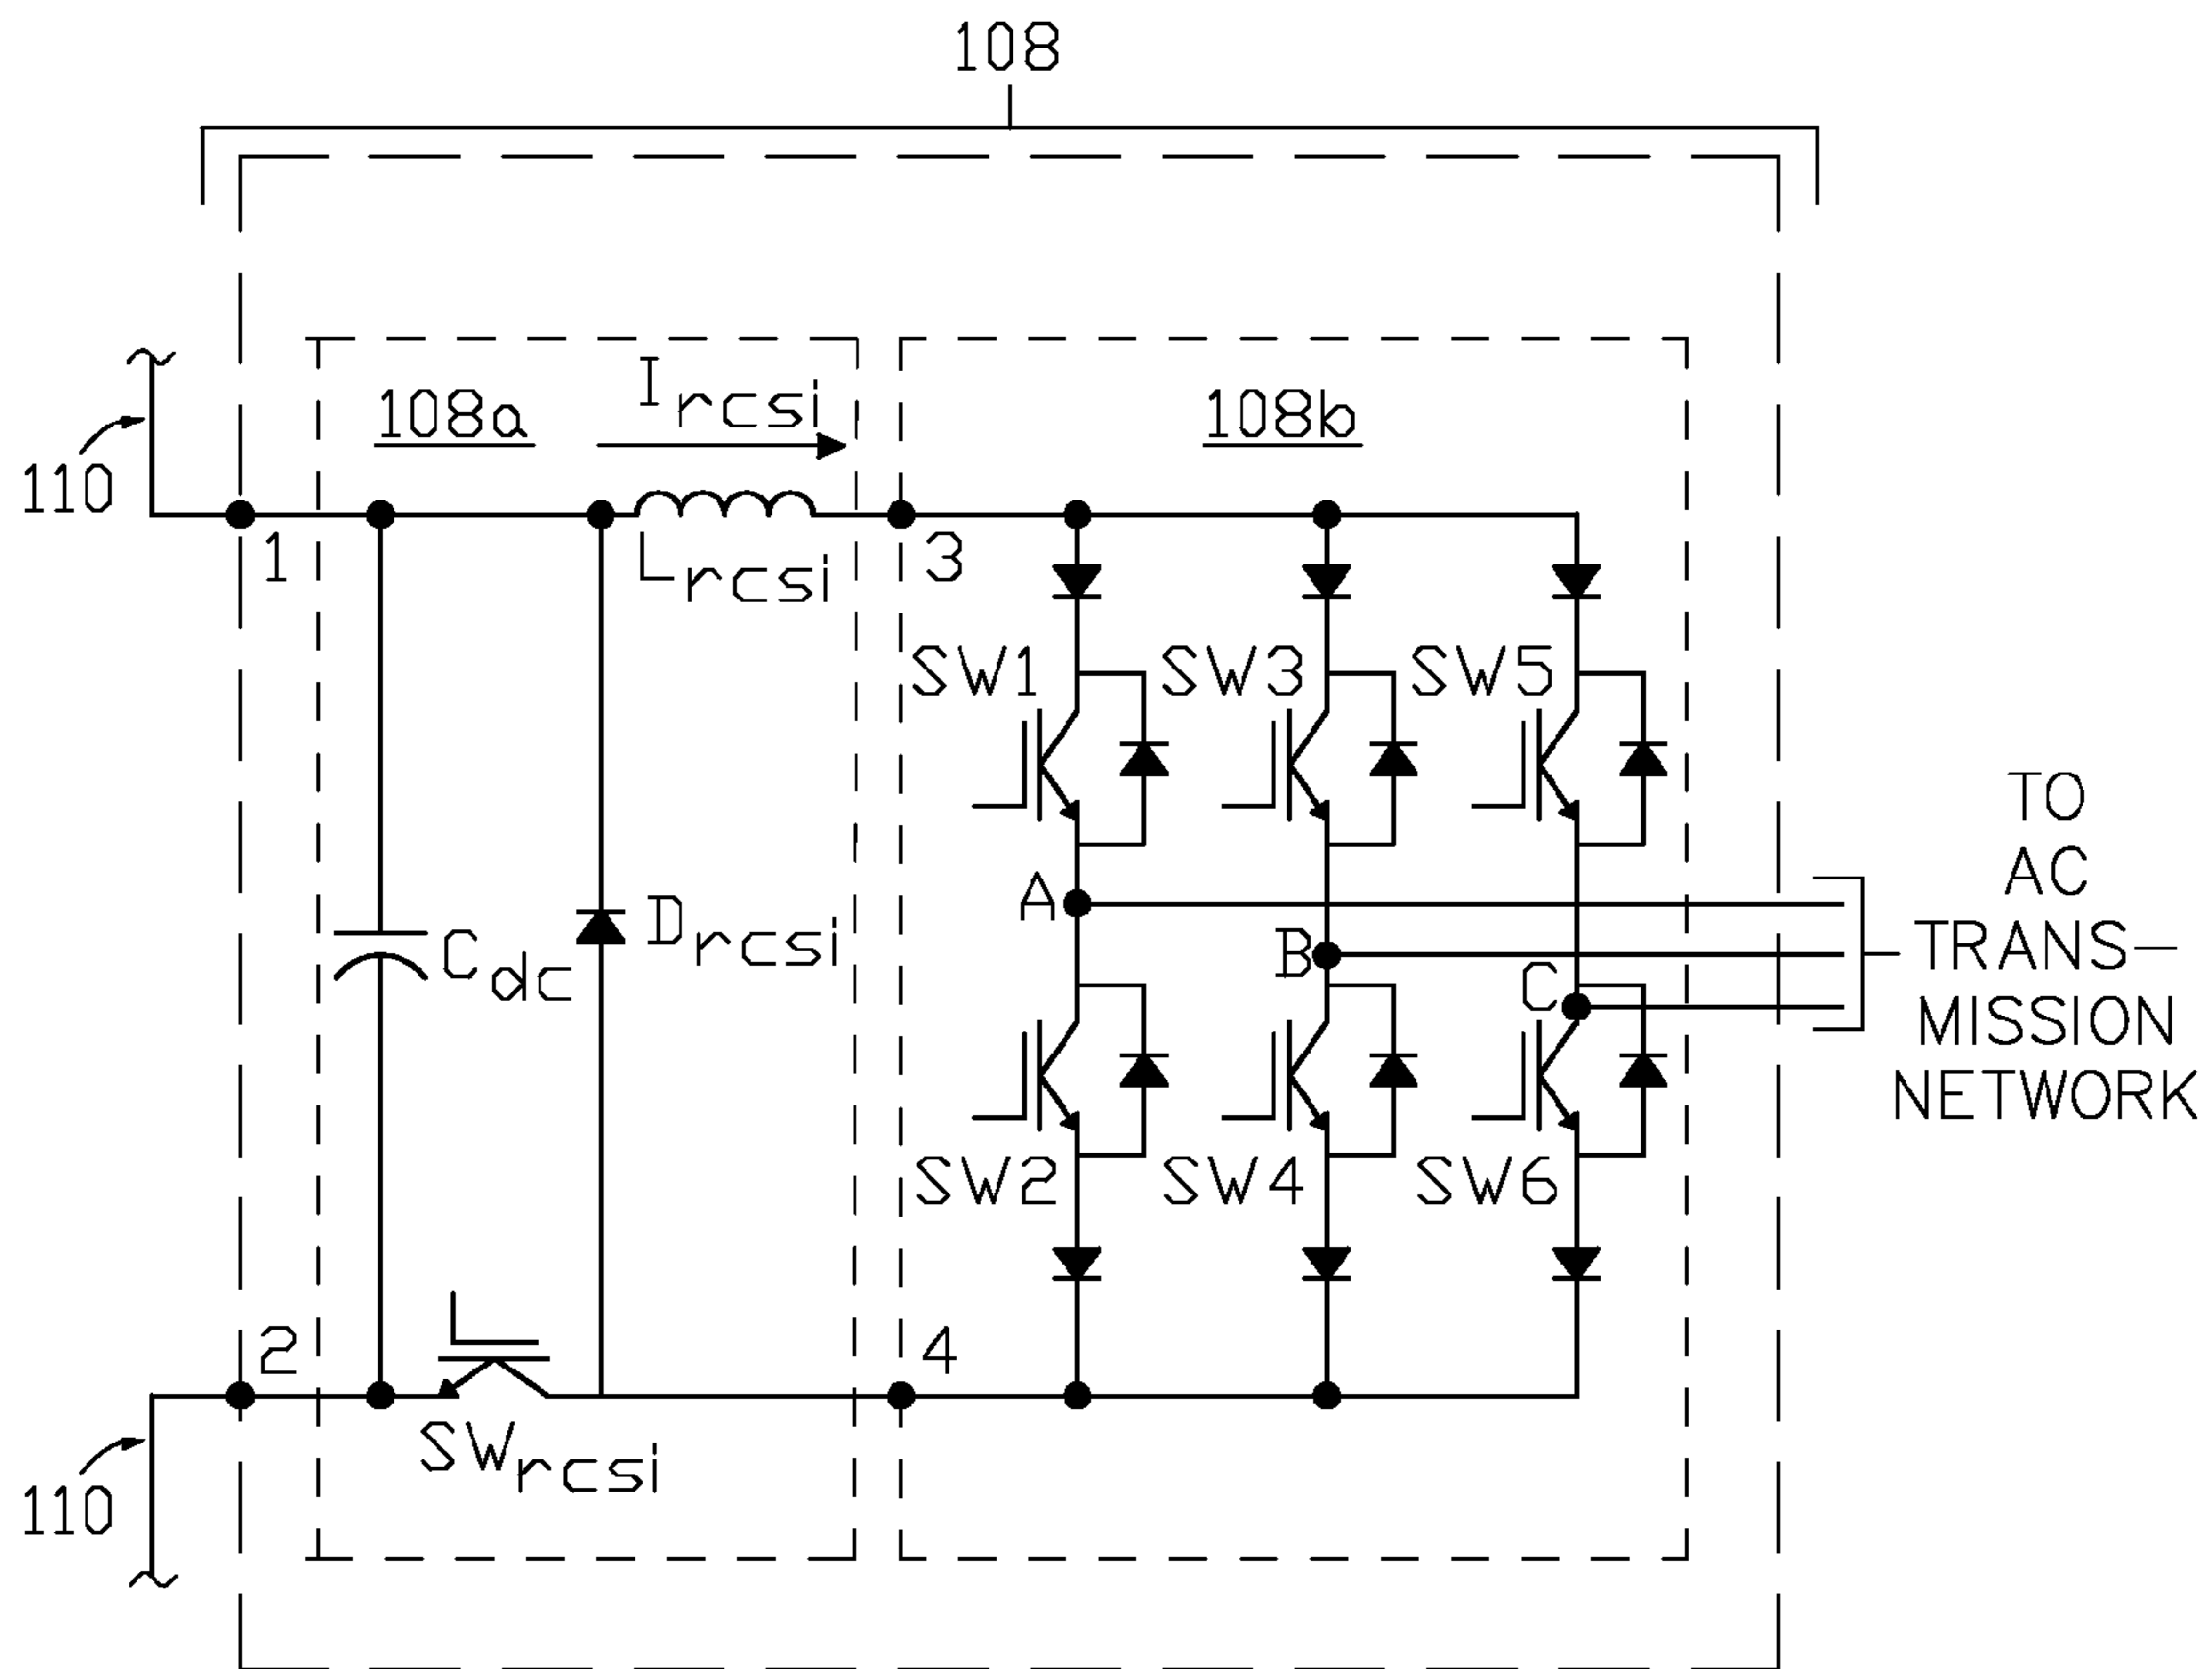 108
108a
Ircsi
108b
110
1
Lrcsi
3
SW1
SW3
SW5
TO
AC
TRANS-
MISSION
NETWORK
A
Drcsi
Cdc
B
C
SW2
SW4
SW6
2
4
SWrcsi
110